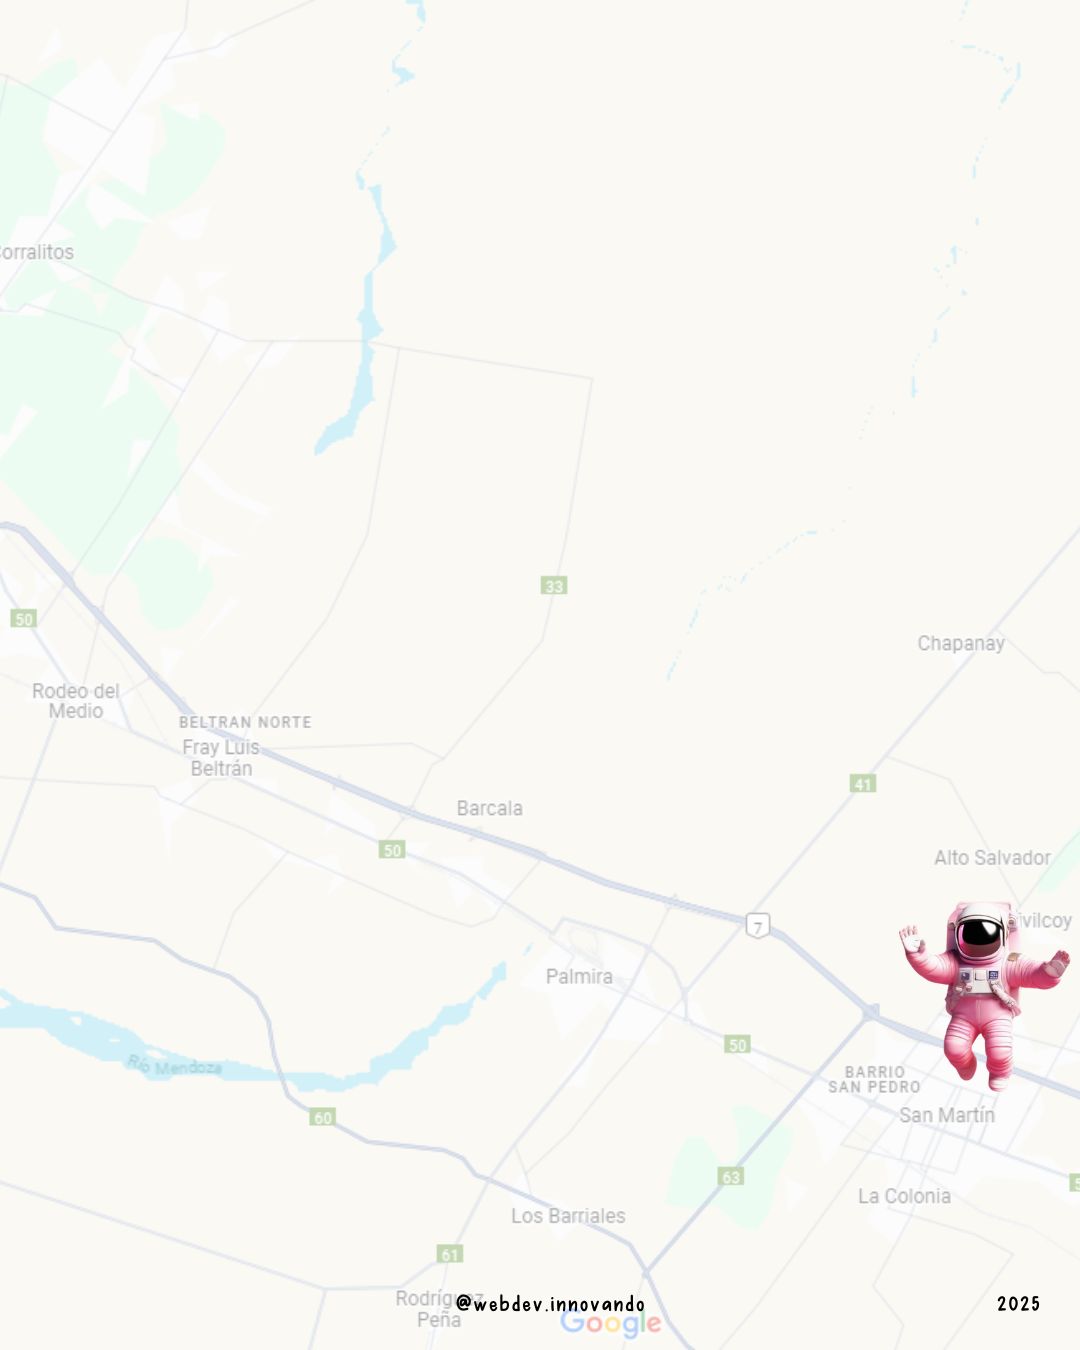 orralitos
33
50
Chapanay
Rodeo del
Medio
BELTRAN NORTE
Fray Luis
Beltrán
41
Barcala
50
Alto Salvador
ivilcoy
7
Palmira
50
Río Mendoza
BARRIO
SAN PEDRO
60
San Martín
63
5
La Colonia
Los Barriales
61
Rodríguez
Peña
@webdev.innovando
2025
Google